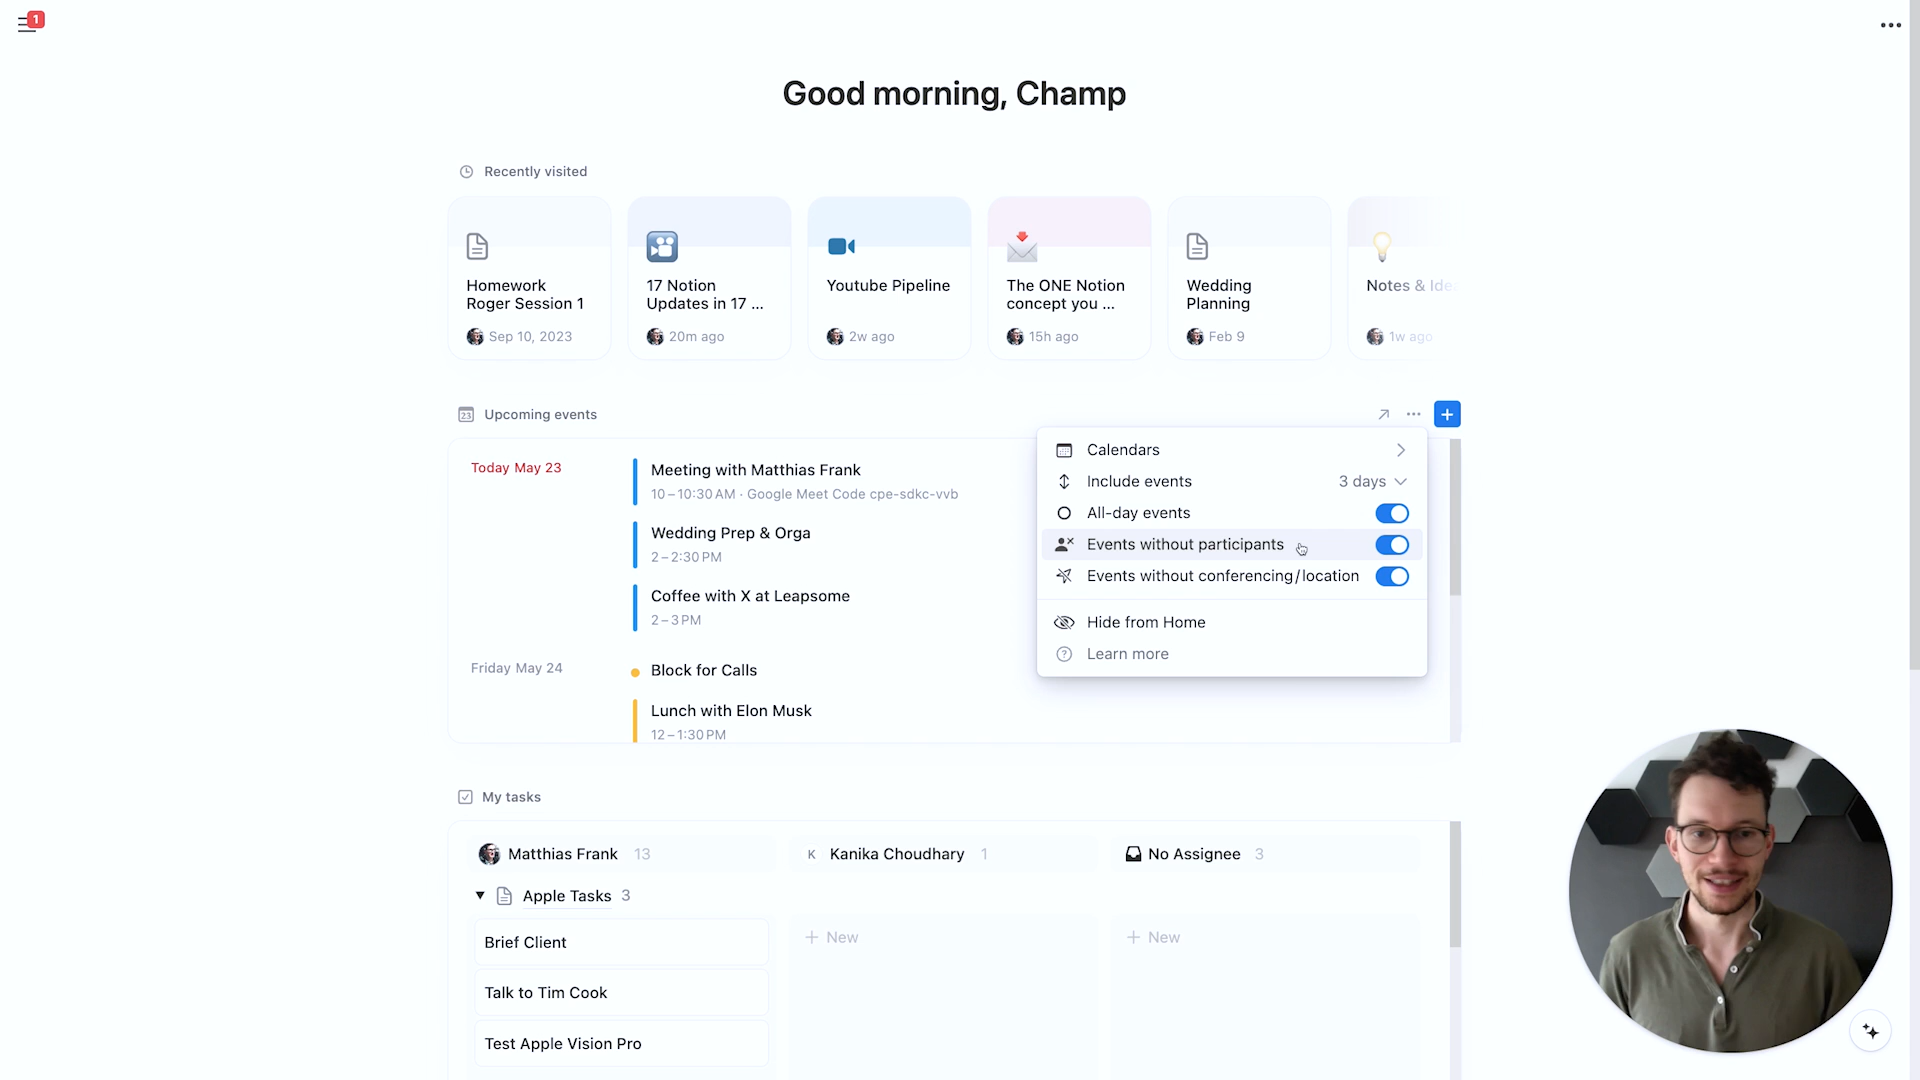 1
Good morning, Champ
Recently visited
Homework
Roger Session 1
Sep 10, 2023
17 Notion
Updates in 17 ...
20m ago
Youtube Pipeline
2w ago
The ONE Notion
concept you ...
15h ago
Wedding
Planning
Feb 9
Notes & Ide
1w ago
23 Upcoming events
Today May 23
Meeting with Matthias Frank
10 – 10:30 AM · Google Meet Code cpe-sdkc-vvb
Wedding Prep & Orga
2 – 2:30 PM
Coffee with X at Leapsome
2 – 3 PM
Friday May 24
Block for Calls
Lunch with Elon Musk
12 – 1:30 PM
Calendars
Include events 3 days
All-day events
Events without participants
Events without conferencing/location
Hide from Home
Learn more
My tasks
Matthias Frank 13
K Kanika Choudhary 1
No Assignee 3
Apple Tasks 3
Brief Client
Talk to Tim Cook
Test Apple Vision Pro
+ New
+ New